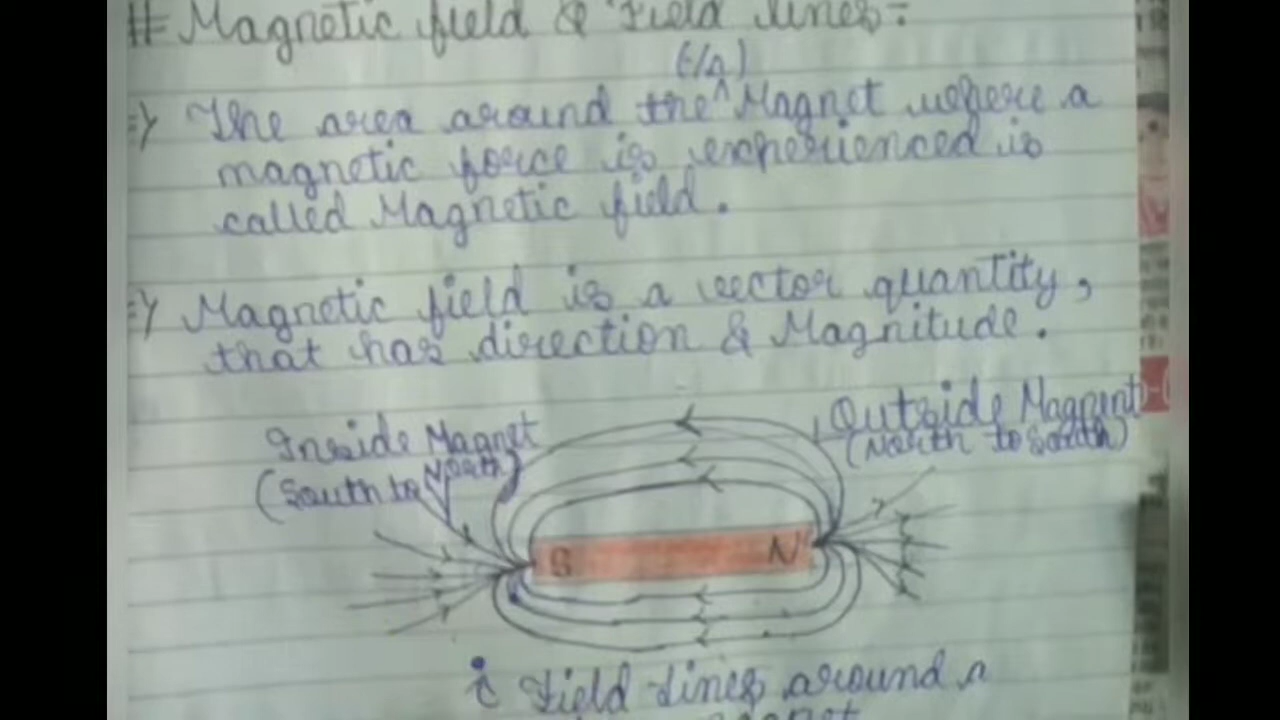 # Magnetic field & Field lines:-
(-/A)
=> The area around the ^ Magnet where a
magnetic force is experienced is
called Magnetic field.
=> Magnetic field is a vector quantity,
that has direction & Magnitude.
Inside Magnet
(South to North)
Outside Magnet
(North to South)
S N
Field lines around a